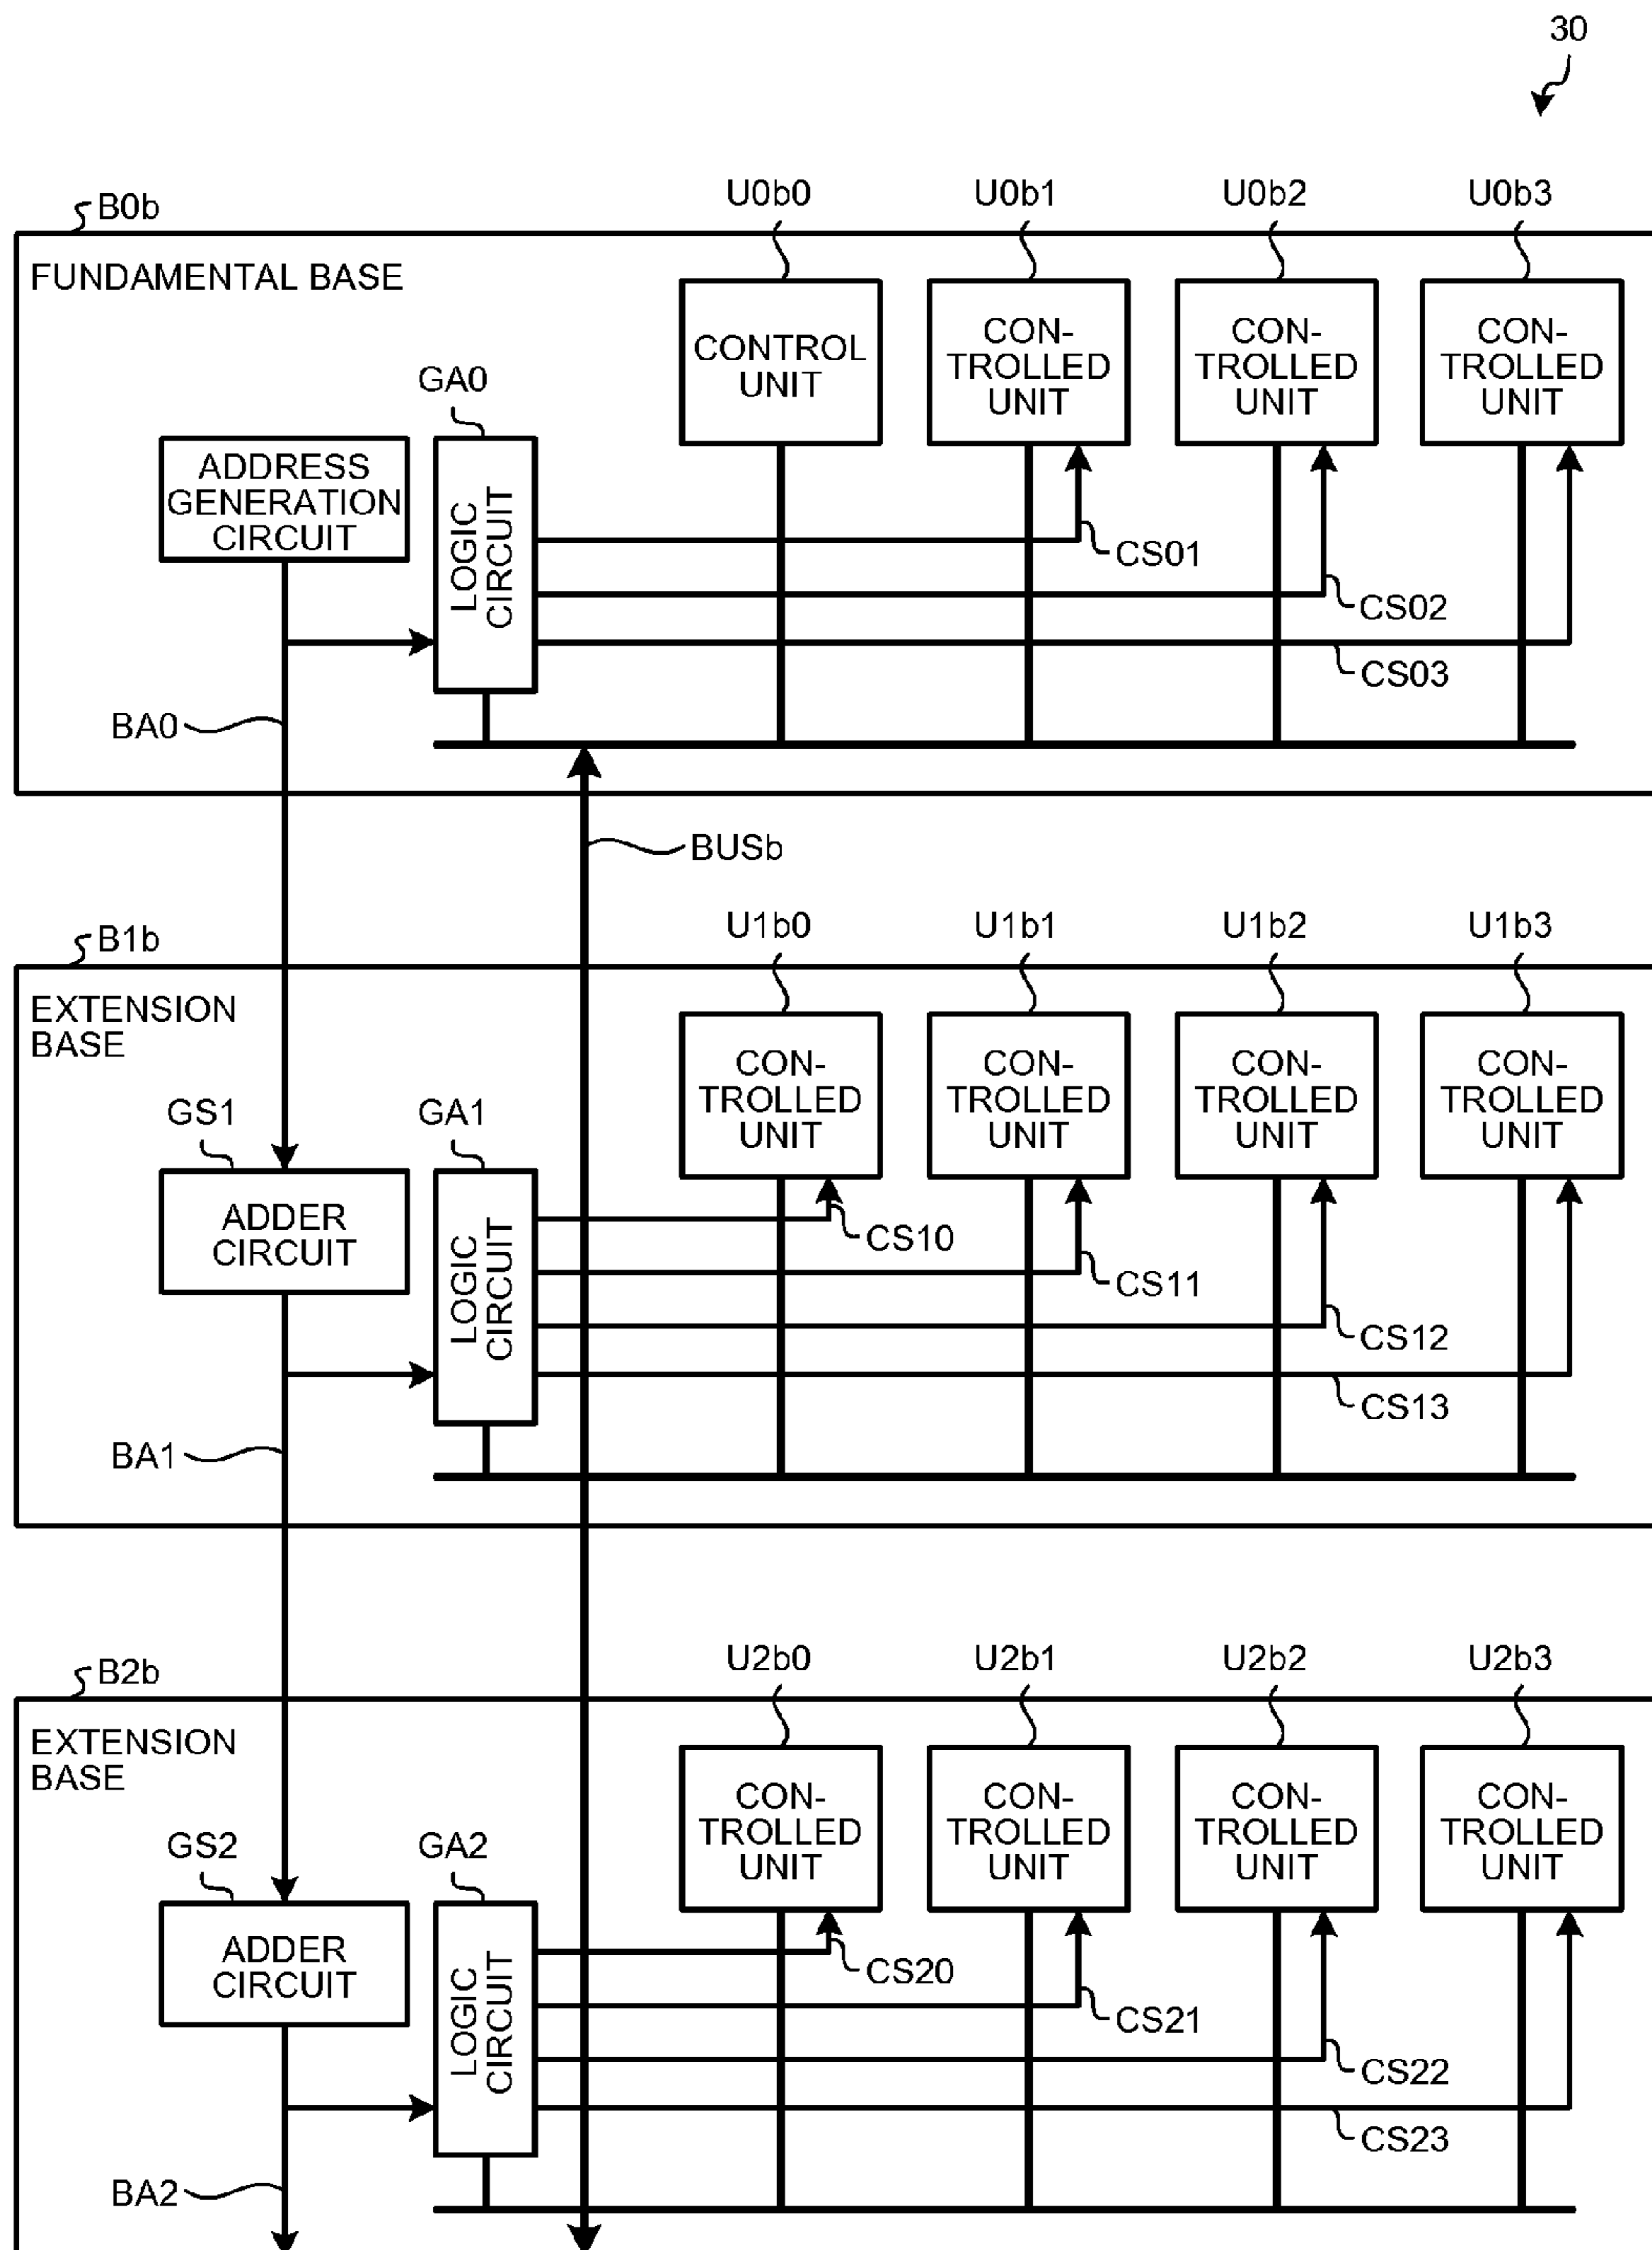 30
B0b
U0b0
U0b1
U0b2
U0b3
FUNDAMENTAL BASE
CONTROL
UNIT
CON-
TROLLED
UNIT
CON-
TROLLED
UNIT
CON-
TROLLED
UNIT
GA0
ADDRESS
GENERATION
CIRCUIT
LOGIC
CIRCUIT
CS01
CS02
CS03
BA0
BUSb
B1b
U1b0
U1b1
U1b2
U1b3
EXTENSION
BASE
CON-
TROLLED
UNIT
CON-
TROLLED
UNIT
CON-
TROLLED
UNIT
CON-
TROLLED
UNIT
GS1
GA1
ADDER
CIRCUIT
LOGIC
CIRCUIT
CS10
CS11
CS12
CS13
BA1
B2b
U2b0
U2b1
U2b2
U2b3
EXTENSION
BASE
CON-
TROLLED
UNIT
CON-
TROLLED
UNIT
CON-
TROLLED
UNIT
CON-
TROLLED
UNIT
GS2
GA2
ADDER
CIRCUIT
LOGIC
CIRCUIT
CS20
CS21
CS22
CS23
BA2